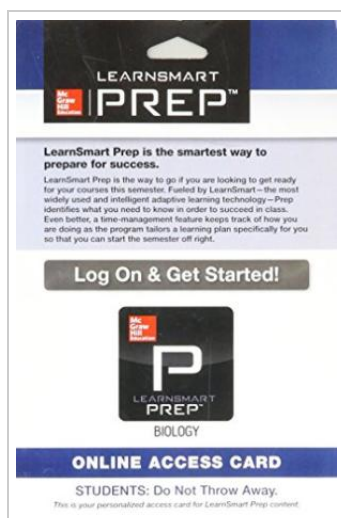 LEARNSMART
Mc
Graw
Hill
Education
PREP™
LearnSmart Prep is the smartest way to
prepare for success.
LearnSmart Prep is the way to go if you are looking to get ready
for your courses this semester. Fueled by LearnSmart—the most
widely used and intelligent adaptive learning technology—Prep
identifies what you need to know in order to succeed in class.
Even better, a time-management feature keeps track of how you
are doing as the program tailors a learning plan specifically for you
so that you can start the semester off right.
Log On & Get Started!
Mc
Graw
Hill
Education
P
LEARNSMART
PREP™
BIOLOGY
ONLINE ACCESS CARD
STUDENTS: Do Not Throw Away.
This is your personalized access card for LearnSmart Prep content.